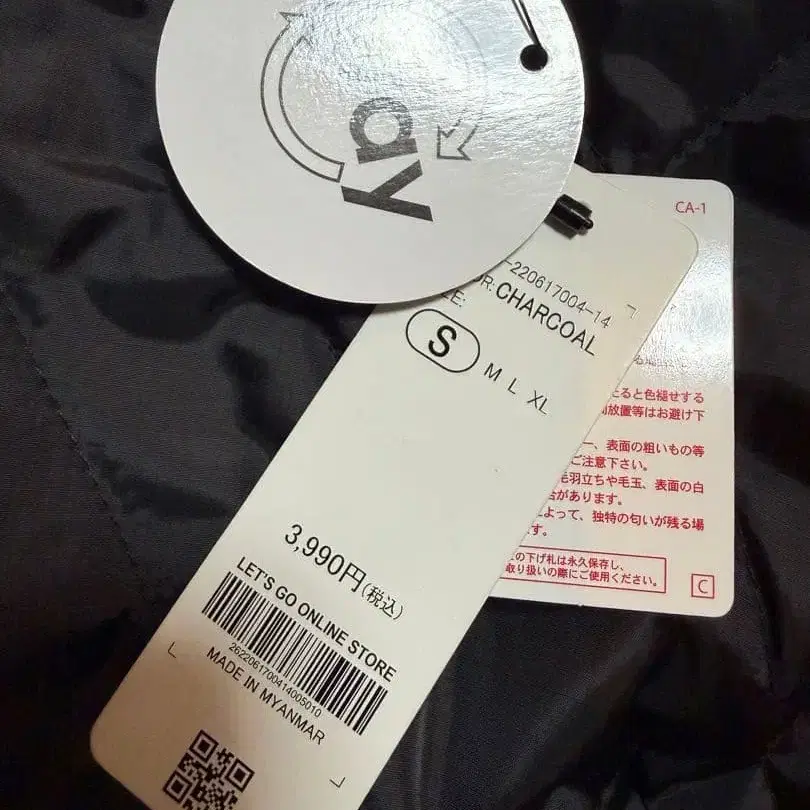 ay
-220617004-14
R: CHARCOAL
E:
S M L XL
3,990円(税込)
LET'S GO ONLINE STORE
2622061700414005010
MADE IN MYANMAR
CA-1
ると色褪せする
放置等はお避け下
、表面の粗いもの等
ご注意下さい。
毛羽立ちや毛玉、表面の白
合があります。
よって、独特の匂いが残る場
す。
の下げ札は永久保存し、
取り扱いの際にご使用ください。
C